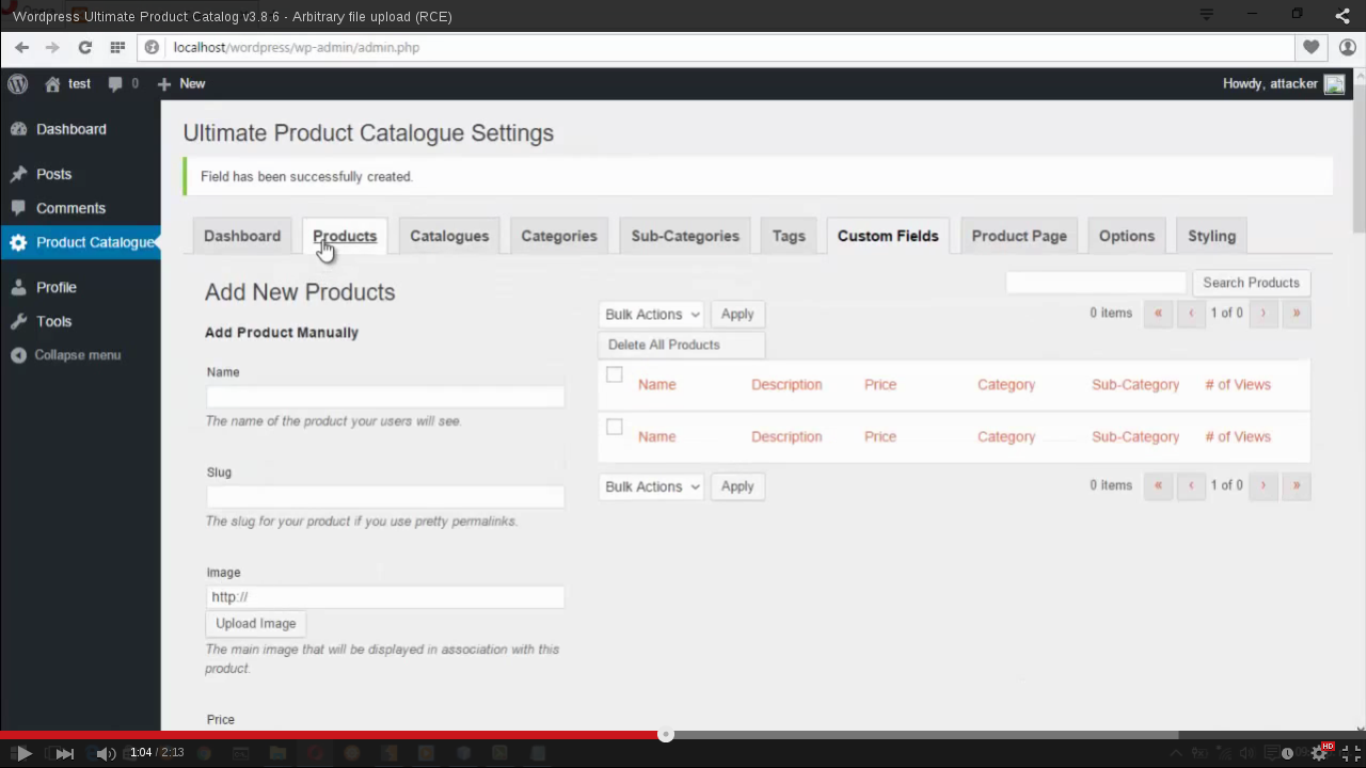 Wordpress Ultimate Product Catalog v3.8.6 - Arbitrary file upload (RCE)
localhost/wordpress/wp-admin/admin.php
test 0 New
Howdy, attacker
Dashboard
Posts
Comments
Product Catalogue
Profile
Tools
Collapse menu
Ultimate Product Catalogue Settings
Field has been successfully created.
Dashboard Products Catalogues Categories Sub-Categories Tags Custom Fields Product Page Options Styling
Add New Products
Add Product Manually
Name
The name of the product your users will see.
Slug
The slug for your product if you use pretty permalinks.
Image
http://
Upload Image
The main image that will be displayed in association with this
product.
Price
Search Products
Bulk Actions Apply 0 items « ‹ 1 of 0 › »
Delete All Products
Name Description Price Category Sub-Category # of Views
Name Description Price Category Sub-Category # of Views
Bulk Actions Apply 0 items « ‹ 1 of 0 › »
1:04 / 2:13
HD